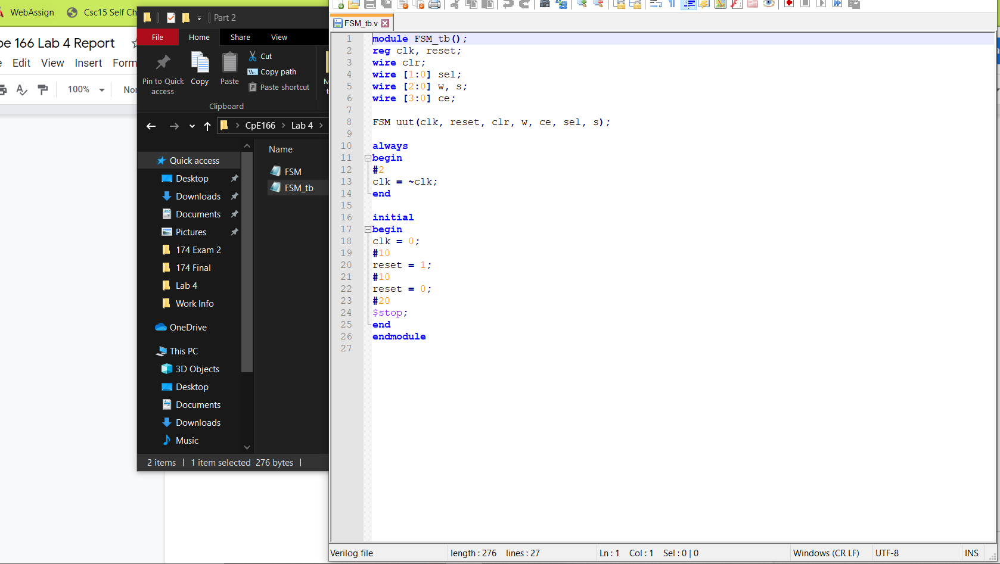 WebAssign
Csc15 Self Ch
pe 166 Lab 4 Report
Edit View Insert Form
100% Nor
Part 2
File Home Share View
Pin to Quick access
Copy
Paste
Cut
Copy path
Paste shortcut
Clipboard
CpE166 Lab 4
Quick access
Desktop
Downloads
Documents
Pictures
174 Exam 2
174 Final
Lab 4
Work Info
OneDrive
This PC
3D Objects
Desktop
Documents
Downloads
Music
Name
FSM
FSM_tb
2 items 1 item selected 276 bytes
FSM_tb.v
1 module FSM_tb();
2 reg clk, reset;
3 wire clr;
4 wire [1:0] sel;
5 wire [2:0] w, s;
6 wire [3:0] ce;
7
8 FSM uut(clk, reset, clr, w, ce, sel, s);
9
10 always
11 begin
12 #2
13 clk = ~clk;
14 end
15
16 initial
17 begin
18 clk = 0;
19 #10
20 reset = 1;
21 #10
22 reset = 0;
23 #20
24 $stop;
25 end
26 endmodule
27
Verilog file length : 276 lines : 27 Ln : 1 Col : 1 Sel : 0 | 0 Windows (CR LF) UTF-8 INS